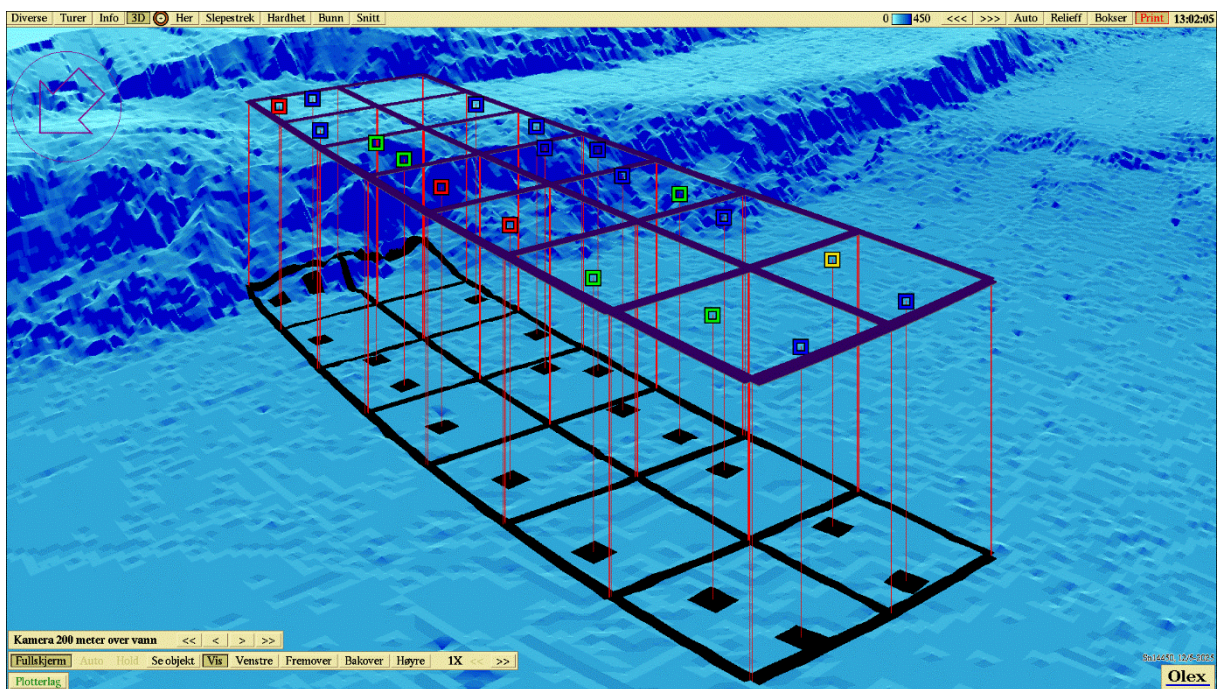 Diverse Turer Info 3D Her Slepestrek Hardhet Bunn Snitt 0 450 <<< >>> Auto Relieff Bokser Print 13:02:05
Kamera 200 meter over vann << < > >>
Fullskjerm Auto Hold Se objekt Vis Venstre Fremover Bakover Høyre 1X << >>
Plotterlag
Olex